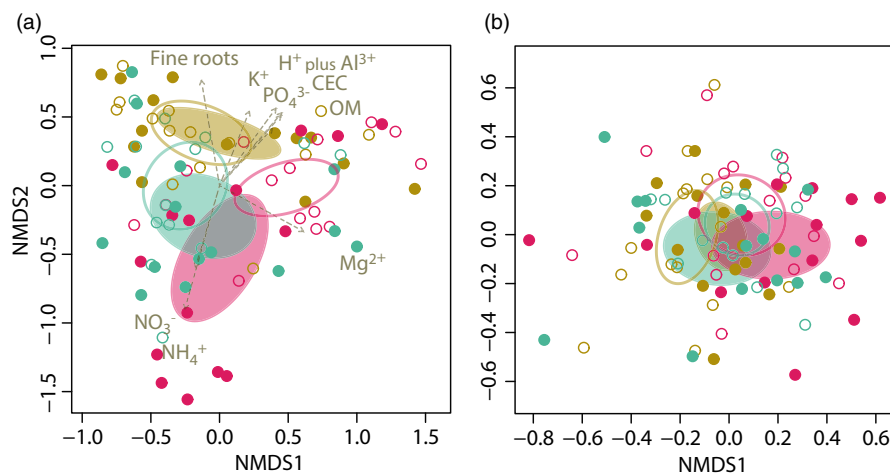 (a)
(b)
Fine roots
H⁺ plus Al³⁺
K⁺
CEC
PO₄³⁻
OM
Mg²⁺
NO₃⁻
NH₄⁺
NMDS2
1.0
0.5
0.0
−0.5
−1.0
−1.5
−1.0 −0.5 0.0 0.5 1.0 1.5
NMDS1
0.6
0.4
0.2
0.0
−0.2
−0.4
−0.6
−0.8 −0.6 −0.4 −0.2 0.0 0.2 0.4 0.6
NMDS1